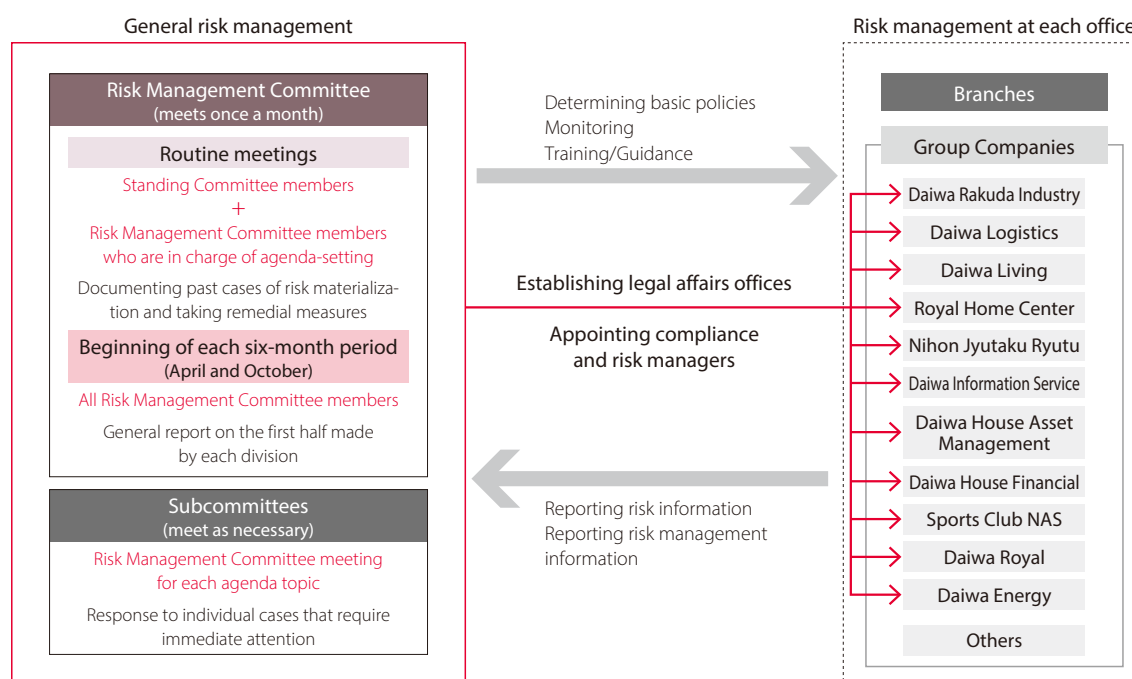 General risk management
Risk Management Committee
(meets once a month)
Routine meetings
Standing Committee members
+
Risk Management Committee members
who are in charge of agenda-setting
Documenting past cases of risk materializa-
tion and taking remedial measures
Beginning of each six-month period
(April and October)
All Risk Management Committee members
General report on the first half made
by each division
Subcommittees
(meet as necessary)
Risk Management Committee meeting
for each agenda topic
Response to individual cases that require
immediate attention
Determining basic policies
Monitoring
Training/Guidance
Establishing legal affairs offices
Appointing compliance
and risk managers
Reporting risk information
Reporting risk management
information
Risk management at each office
Branches
Group Companies
Daiwa Rakuda Industry
Daiwa Logistics
Daiwa Living
Royal Home Center
Nihon Jyutaku Ryutu
Daiwa Information Service
Daiwa House Asset
Management
Daiwa House Financial
Sports Club NAS
Daiwa Royal
Daiwa Energy
Others